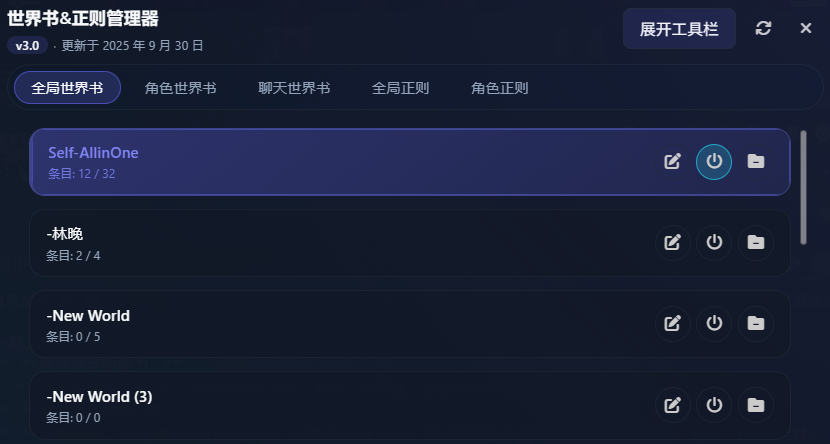 世界书&正则管理器
v3.0 · 更新于 2025 年 9 月 30 日
展开工具栏
全局世界书 角色世界书 聊天世界书 全局正则 角色正则
Self-AllinOne
条目: 12 / 32
-林晚
条目: 2 / 4
-New World
条目: 0 / 5
-New World (3)
条目: 0 / 0